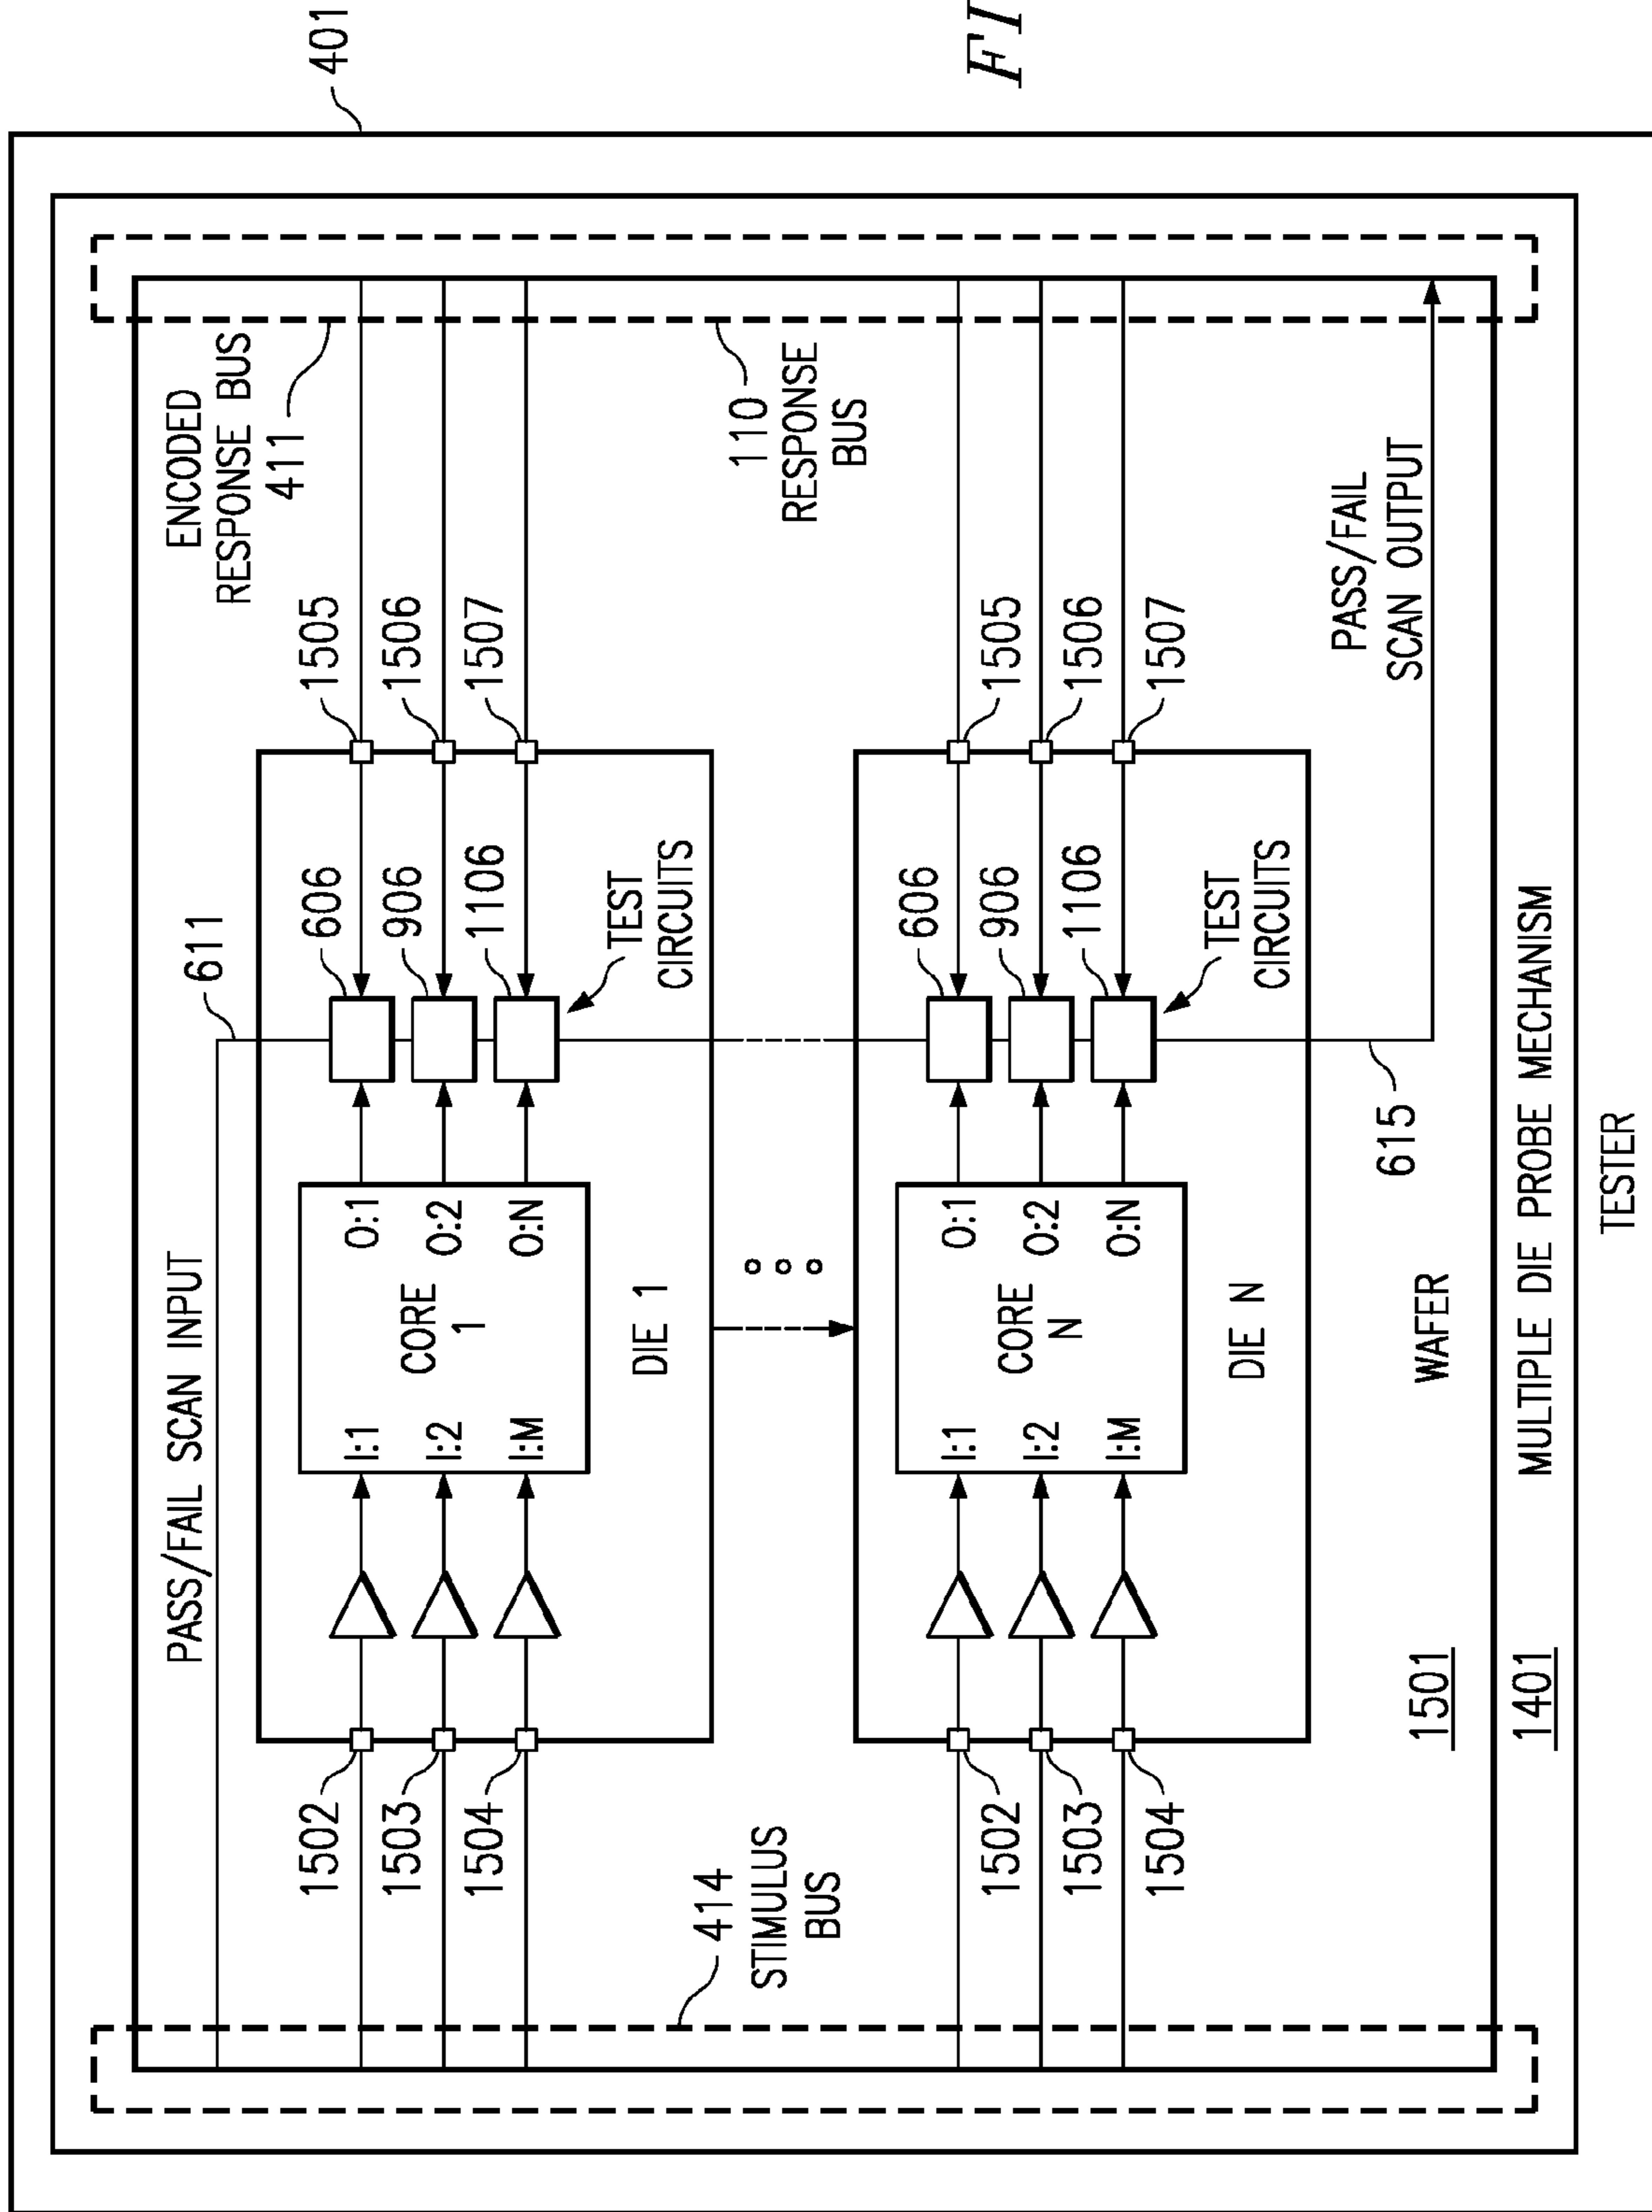 401
FI
PASS/FAIL SCAN INPUT
611
ENCODED
RESPONSE BUS
411
1502
1503
1504
I:1
I:2
I:M
CORE
1
O:1
O:2
O:N
606
906
1106
1505
1506
1507
DIE 1
TEST
CIRCUITS
414
STIMULUS
BUS
110
RESPONSE
BUS
1502
1503
1504
I:1
I:2
I:M
CORE
N
O:1
O:2
O:N
606
906
1106
1505
1506
1507
DIE N
TEST
CIRCUITS
615
PASS/FAIL
SCAN OUTPUT
1501
WAFER
1401
MULTIPLE DIE PROBE MECHANISM
TESTER